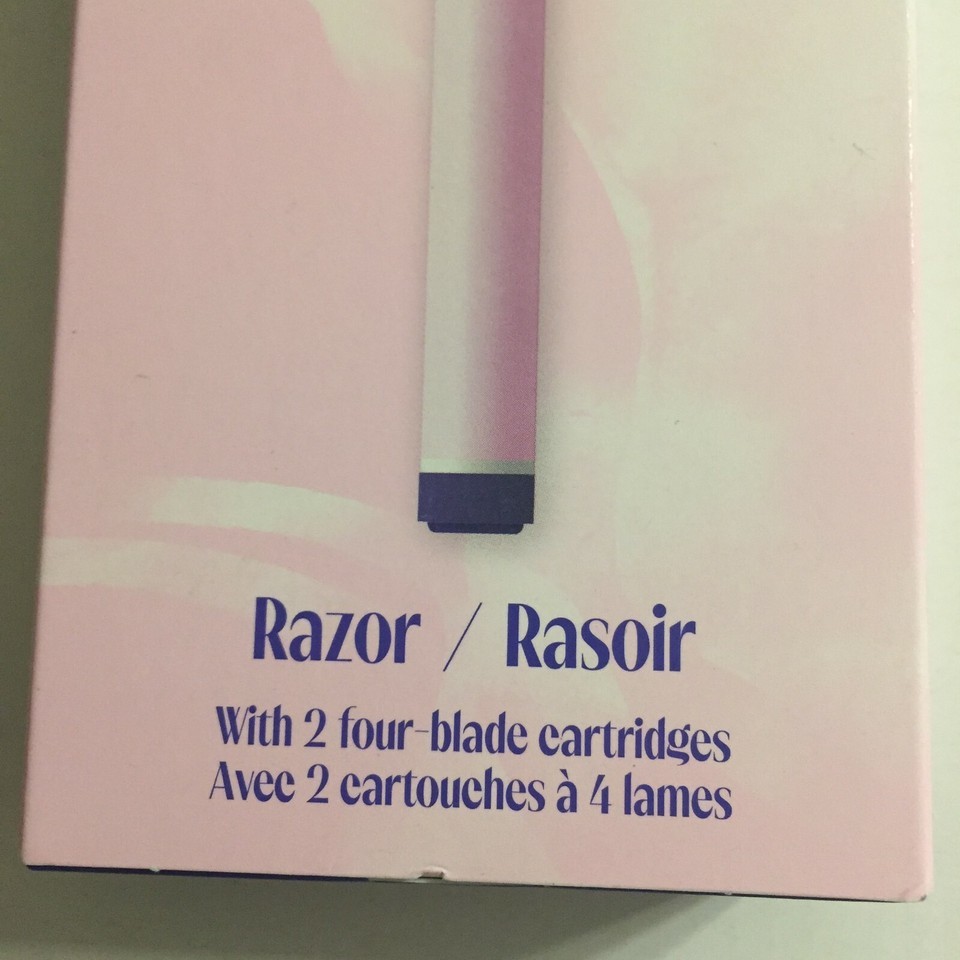 Razor / Rasoir
With 2 four-blade cartridges
Avec 2 cartouches à 4 lames